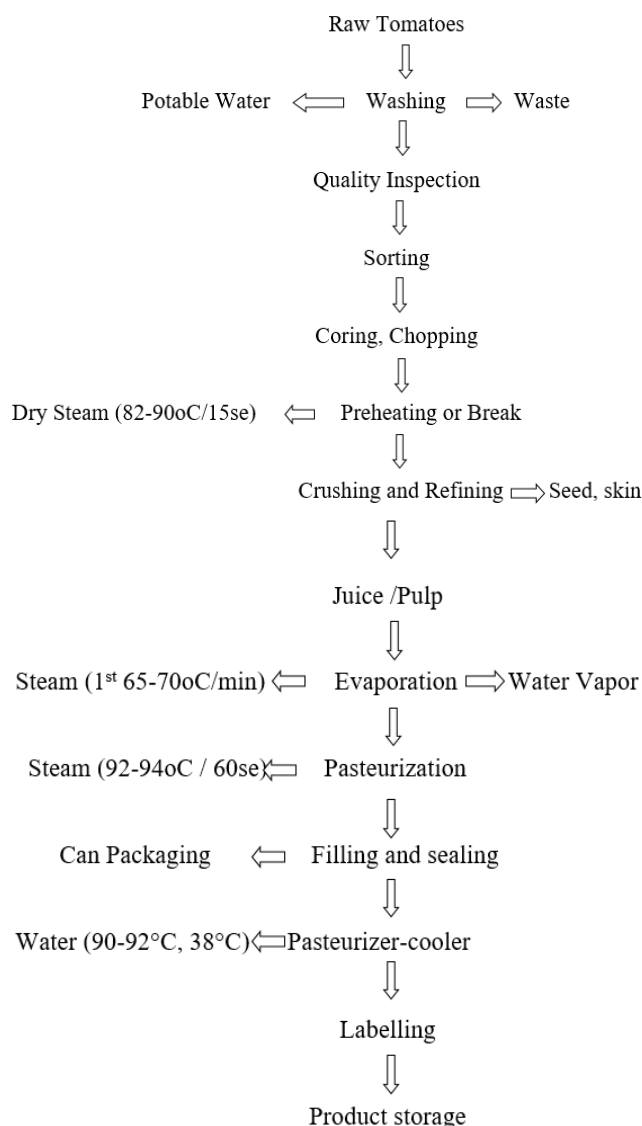 Raw Tomatoes
Potable Water Washing Waste
Quality Inspection
Sorting
Coring, Chopping
Dry Steam (82-90oC/15se) Preheating or Break
Crushing and Refining Seed, skin
Juice /Pulp
Steam (1st 65-70oC/min) Evaporation Water Vapor
Steam (92-94oC / 60se) Pasteurization
Can Packaging Filling and sealing
Water (90-92°C, 38°C) Pasteurizer-cooler
Labelling
Product storage